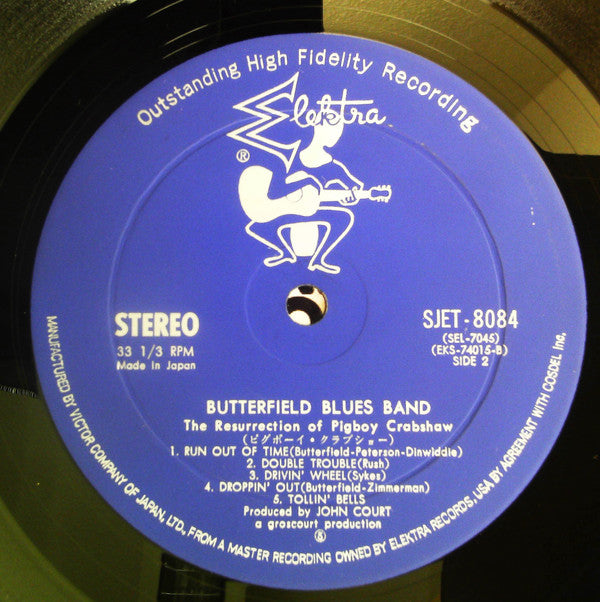 Outstanding High Fidelity Recording
Elektra
®
STEREO
33 1/3 RPM
Made In Japan
SJET-8084
(SEL-7045)
(EKS-74015-B)
SIDE 2
BUTTERFIELD BLUES BAND
The Resurrection of Pigboy Crabshaw
(ピグボーイ・クラブショー)
1. RUN OUT OF TIME(Butterfield-Peterson-Dinwiddie)
2. DOUBLE TROUBLE(Rush)
3. DRIVIN' WHEEL(Sykes)
4. DROPPIN' OUT(Butterfield-Zimmerman)
5. TOLLIN' BELLS
Produced by JOHN COURT
a groscourt production
MANUFACTURED BY VICTOR COMPANY OF JAPAN, LTD., FROM A MASTER RECORDING OWNED BY ELEKTRA RECORDS, USA BY AGREEMENT WITH COSDEL Inc.